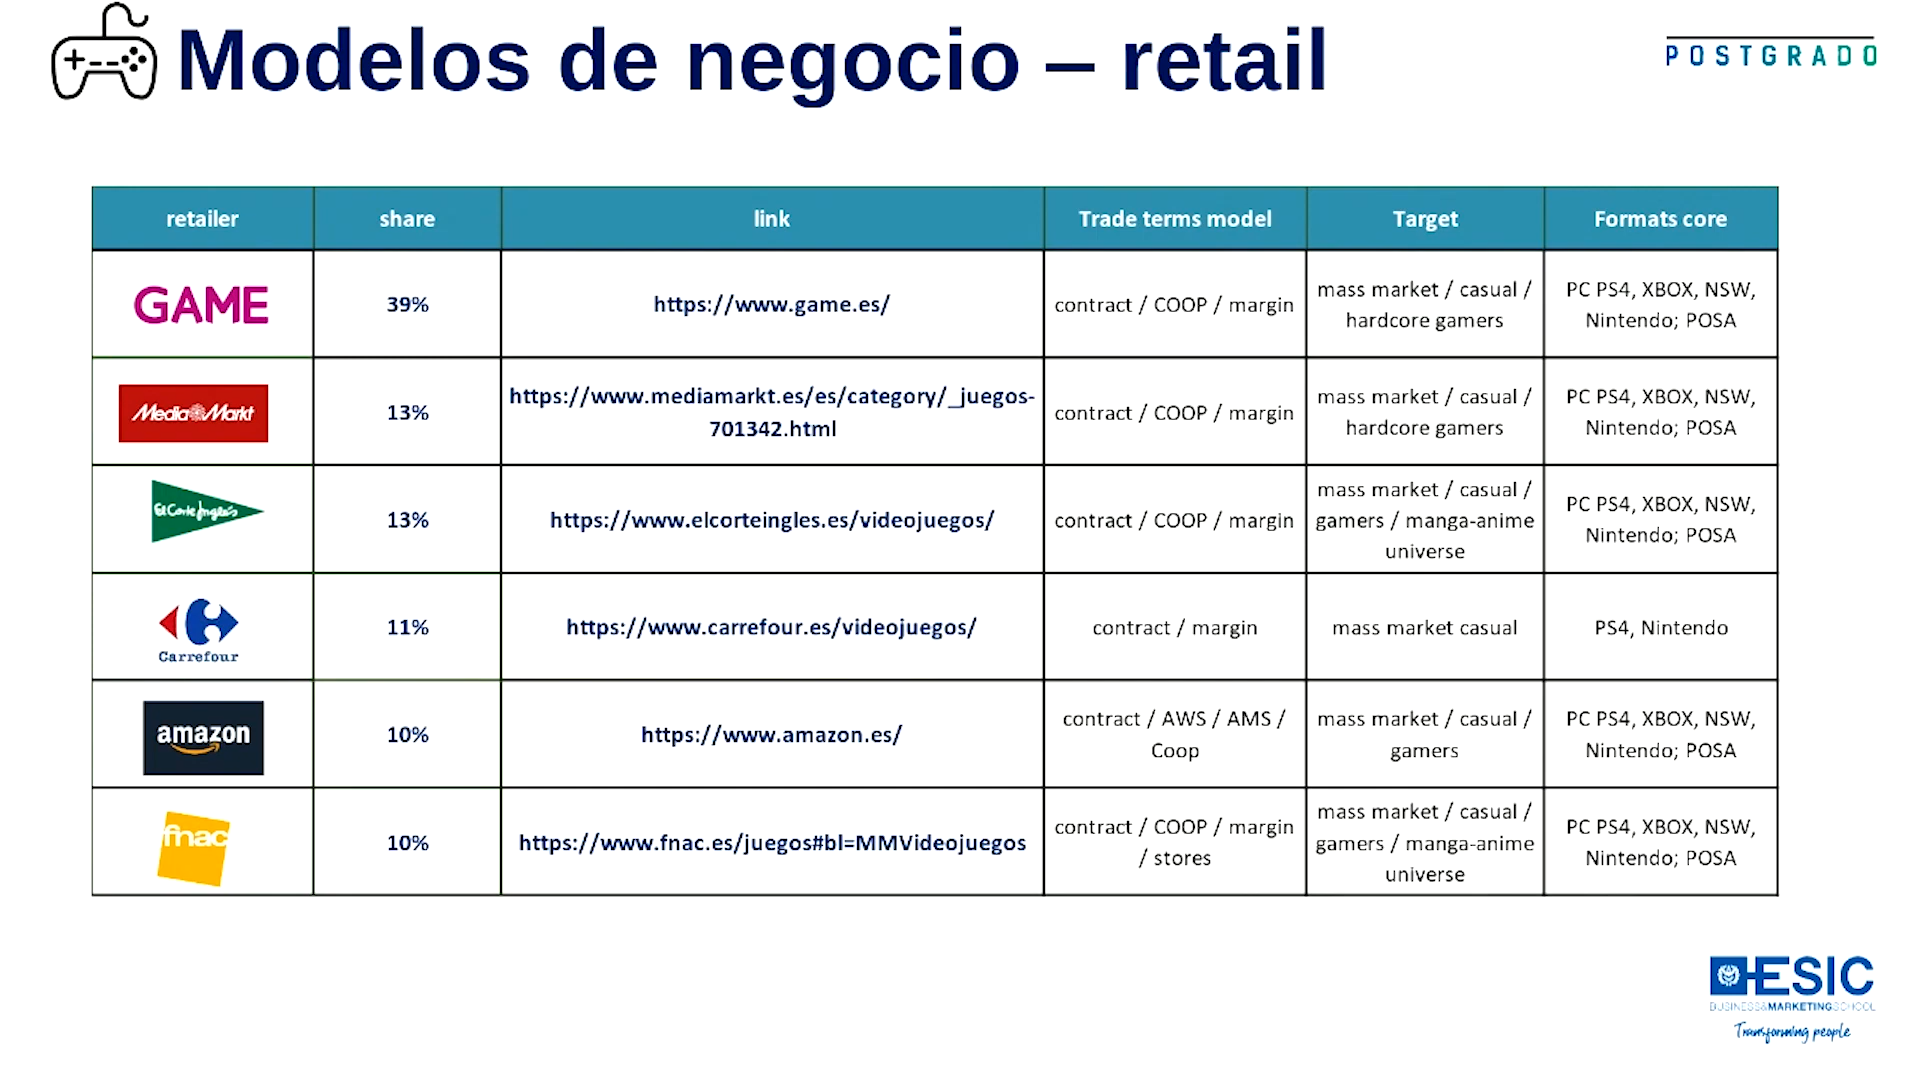 Modelos de negocio – retail
POSTGRADO
retailer share link Trade terms model Target Formats core
GAME 39% https://www.game.es/ contract / COOP / margin mass market / casual /
hardcore gamers PC PS4, XBOX, NSW,
Nintendo; POSA
MediaMarkt 13% https://www.mediamarkt.es/es/category/_juegos-
701342.html contract / COOP / margin mass market / casual /
hardcore gamers PC PS4, XBOX, NSW,
Nintendo; POSA
El Corte Inglés 13% https://www.elcorteingles.es/videojuegos/ contract / COOP / margin mass market / casual /
gamers / manga-anime
universe PC PS4, XBOX, NSW,
Nintendo; POSA
Carrefour 11% https://www.carrefour.es/videojuegos/ contract / margin mass market casual PS4, Nintendo
amazon 10% https://www.amazon.es/ contract / AWS / AMS /
Coop mass market / casual /
gamers PC PS4, XBOX, NSW,
Nintendo; POSA
fnac 10% https://www.fnac.es/juegos#bl=MMVideojuegos contract / COOP / margin
/ stores mass market / casual /
gamers / manga-anime
universe PC PS4, XBOX, NSW,
Nintendo; POSA
ESIC
BUSINESS&MARKETINGSCHOOL
Transforming people